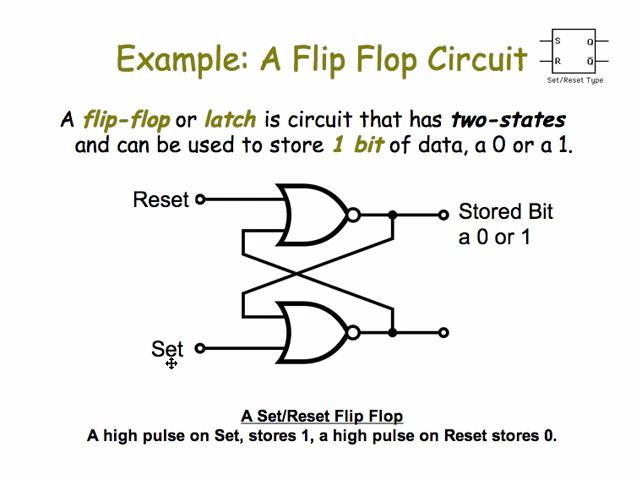 Example: A Flip Flop Circuit
S Q
R Q̅
Set/Reset Type
A flip-flop or latch is circuit that has two-states
and can be used to store 1 bit of data, a 0 or a 1.
Reset
Stored Bit
a 0 or 1
Set
A Set/Reset Flip Flop
A high pulse on Set, stores 1, a high pulse on Reset stores 0.